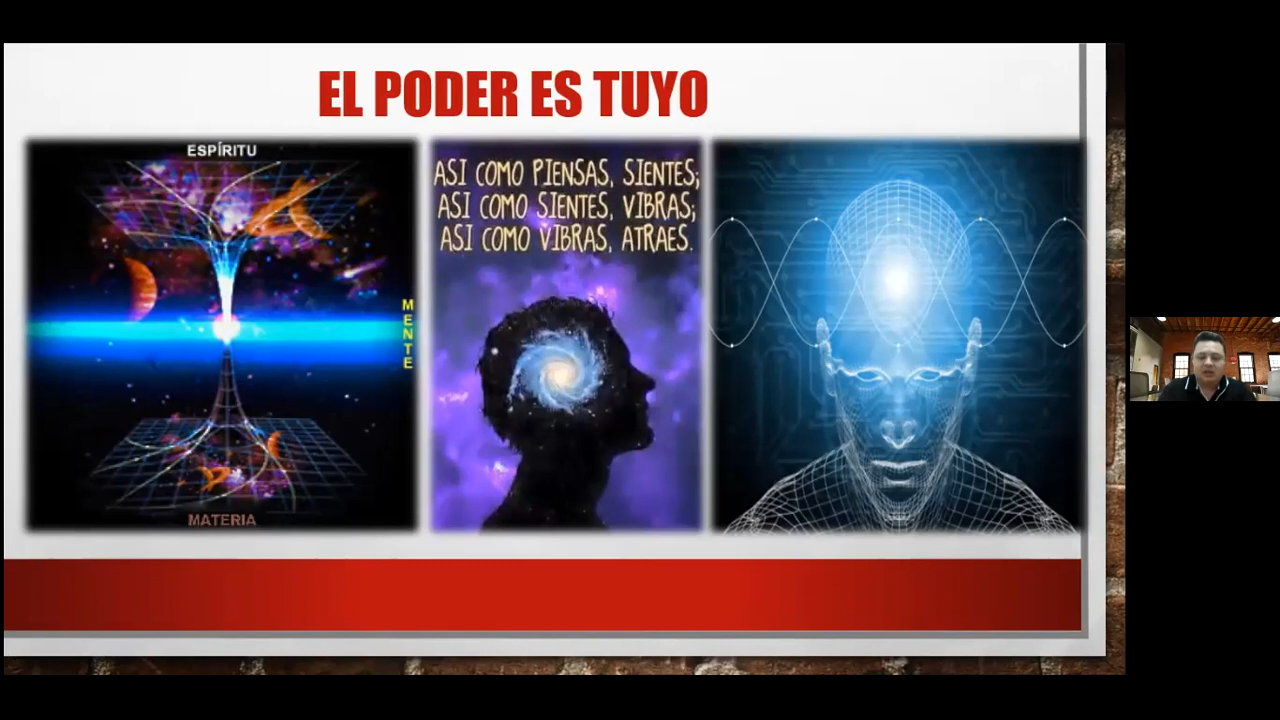 EL PODER ES TUYO
ESPÍRITU
MENTE
MATERIA
ASI COMO PIENSAS, SIENTES;
ASI COMO SIENTES, VIBRAS;
ASI COMO VIBRAS, ATRAES.